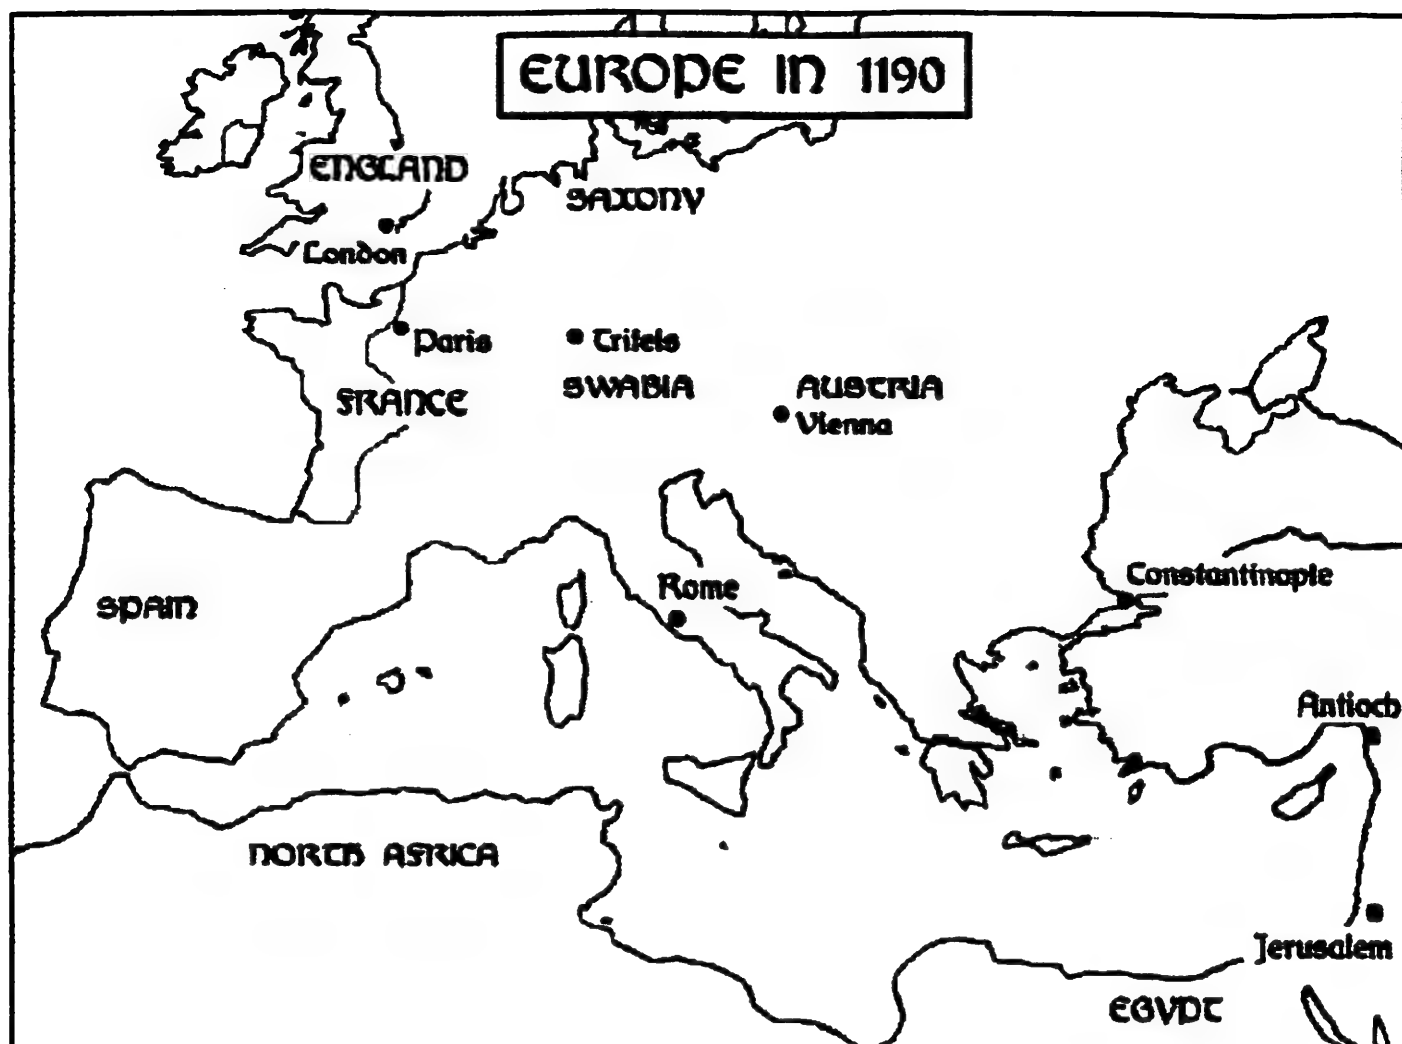 EUROPE IN 1190
ENGLAND
SAXONY
London
Paris
Trifels
FRANCE
SWABIA
AUSTRIA
Vienna
SPAIN
Rome
Constantinople
Antioch
NORTH AFRICA
Jerusalem
EGYPT